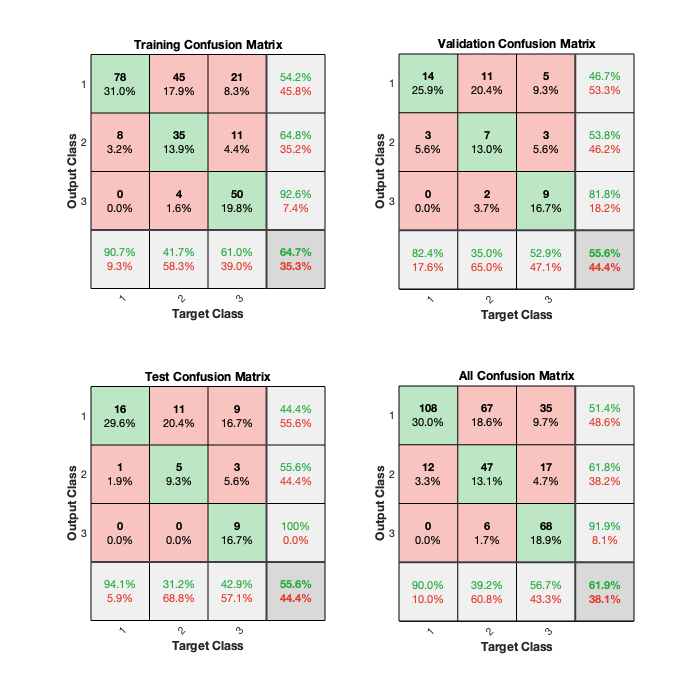 Training Confusion Matrix
Output Class
1
78 45 21 54.2%
31.0% 17.9% 8.3% 45.8%
2
8 35 11 64.8%
3.2% 13.9% 4.4% 35.2%
3
0 4 50 92.6%
0.0% 1.6% 19.8% 7.4%
90.7% 41.7% 61.0% 64.7%
9.3% 58.3% 39.0% 35.3%
1 2 3
Target Class
Validation Confusion Matrix
Output Class
1
14 11 5 46.7%
25.9% 20.4% 9.3% 53.3%
2
3 7 3 53.8%
5.6% 13.0% 5.6% 46.2%
3
0 2 9 81.8%
0.0% 3.7% 16.7% 18.2%
82.4% 35.0% 52.9% 55.6%
17.6% 65.0% 47.1% 44.4%
1 2 3
Target Class
Test Confusion Matrix
Output Class
1
16 11 9 44.4%
29.6% 20.4% 16.7% 55.6%
2
1 5 3 55.6%
1.9% 9.3% 5.6% 44.4%
3
0 0 9 100%
0.0% 0.0% 16.7% 0.0%
94.1% 31.2% 42.9% 55.6%
5.9% 68.8% 57.1% 44.4%
1 2 3
Target Class
All Confusion Matrix
Output Class
1
108 67 35 51.4%
30.0% 18.6% 9.7% 48.6%
2
12 47 17 61.8%
3.3% 13.1% 4.7% 38.2%
3
0 6 68 91.9%
0.0% 1.7% 18.9% 8.1%
90.0% 39.2% 56.7% 61.9%
10.0% 60.8% 43.3% 38.1%
1 2 3
Target Class